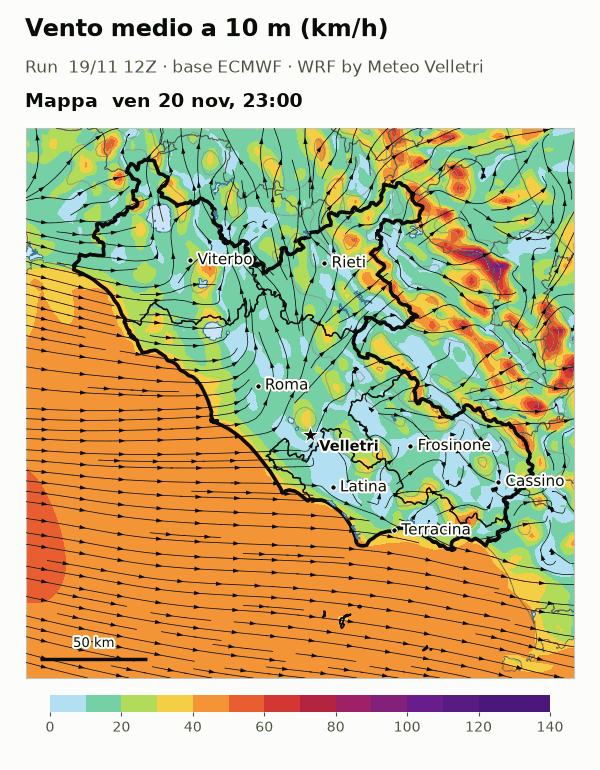 Vento medio a 10 m (km/h)
Run 19/11 12Z · base ECMWF · WRF by Meteo Velletri
Mappa ven 20 nov, 23:00
Viterbo
Rieti
Roma
Velletri
Frosinone
Cassino
Latina
Terracina
50 km
0 20 40 60 80 100 120 140